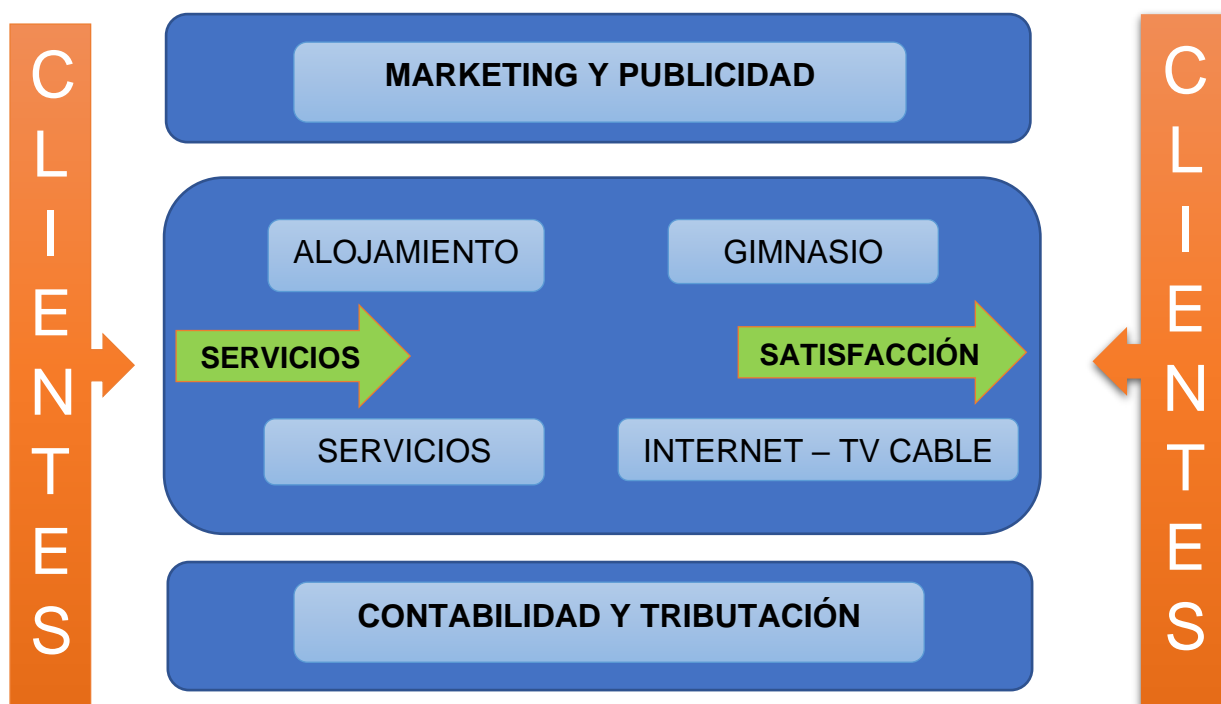 CLIENTES
MARKETING Y PUBLICIDAD
ALOJAMIENTO
GIMNASIO
SERVICIOS
SATISFACCIÓN
SERVICIOS
INTERNET – TV CABLE
CONTABILIDAD Y TRIBUTACIÓN
CLIENTES